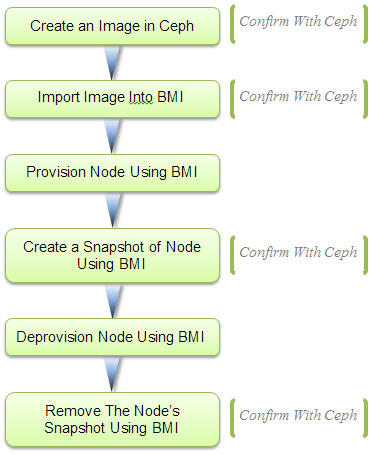 Create an Image in Ceph
Confirm With Ceph
Import Image Into BMI
Confirm With Ceph
Provision Node Using BMI
Create a Snapshot of Node
Using BMI
Confirm With Ceph
Deprovision Node Using BMI
Remove The Node's
Snapshot Using BMI
Confirm With Ceph